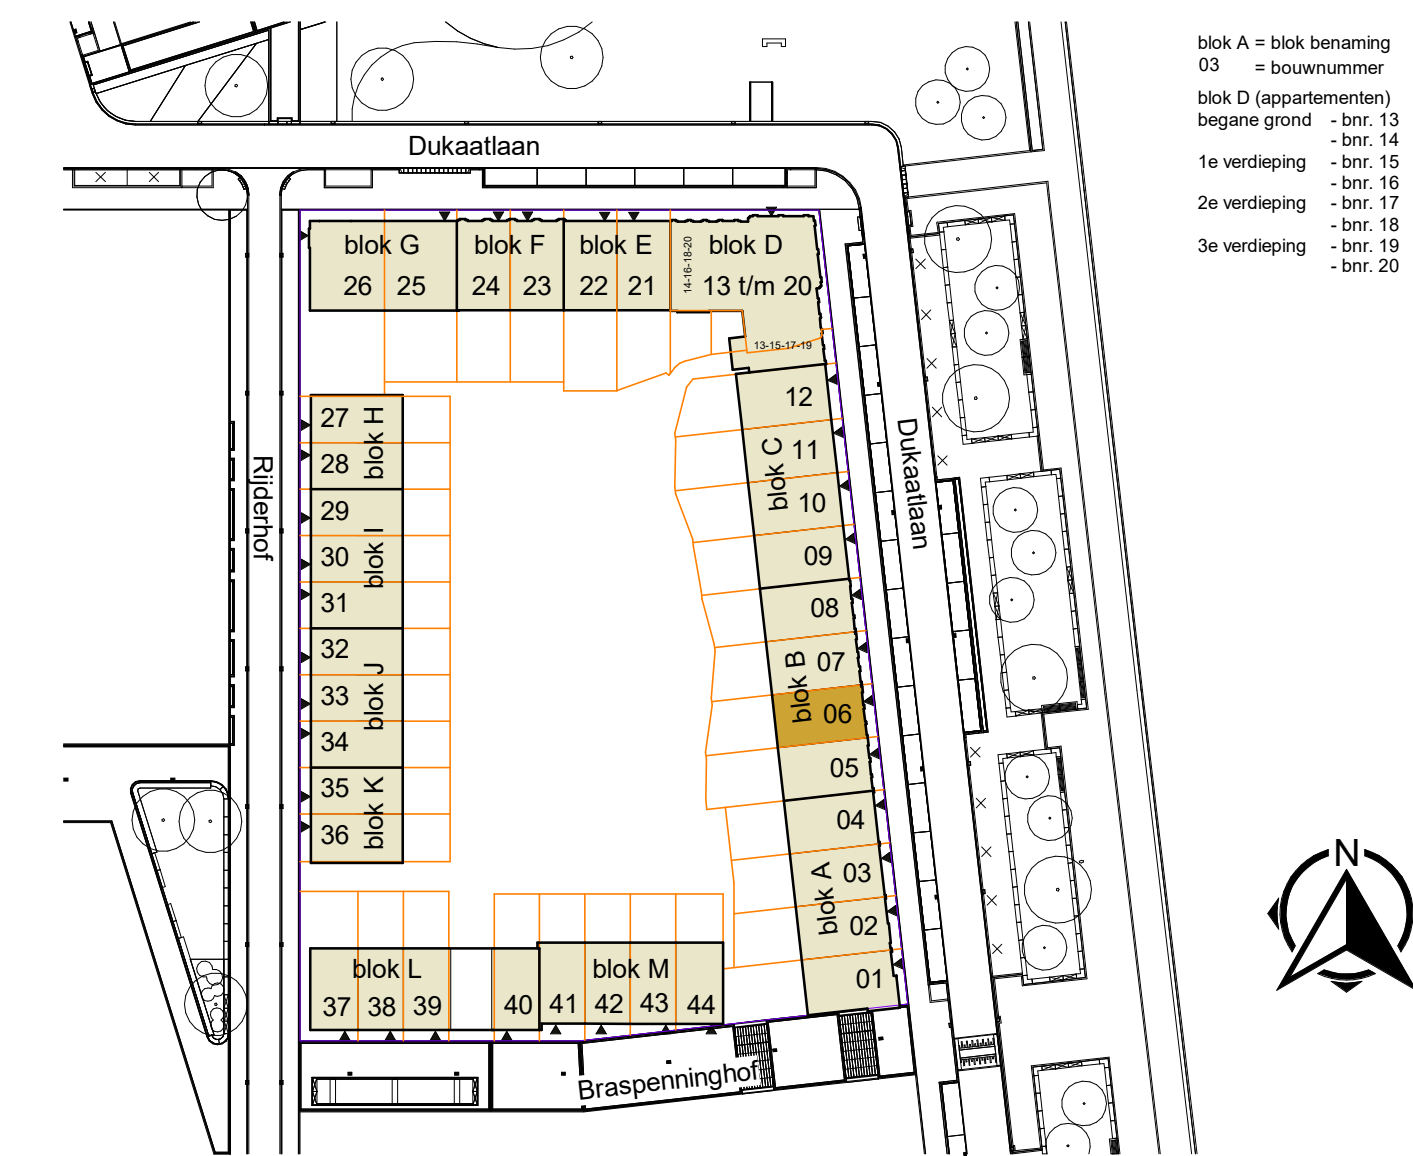 blok A = blok benaming
03 = bouwnummer
blok D (appartementen)
begane grond - bnr. 13
- bnr. 14
1e verdieping - bnr. 15
- bnr. 16
2e verdieping - bnr. 17
- bnr. 18
3e verdieping - bnr. 19
- bnr. 20
Dukaatlaan
blok G
26 25
blok F
24 23
blok E
22 21
blok D
14-16-18-20
13 t/m 20
13-15-17-19
12
11
10
09
blok C
08
07
06
05
blok B
04
03
02
01
blok A
Dukaatlaan
Rijderhof
27
28
blok H
29
30
31
blok I
32
33
34
blok J
35
36
blok K
blok L
37 38 39 40
blok M
41 42 43 44
Braspenninghof
N